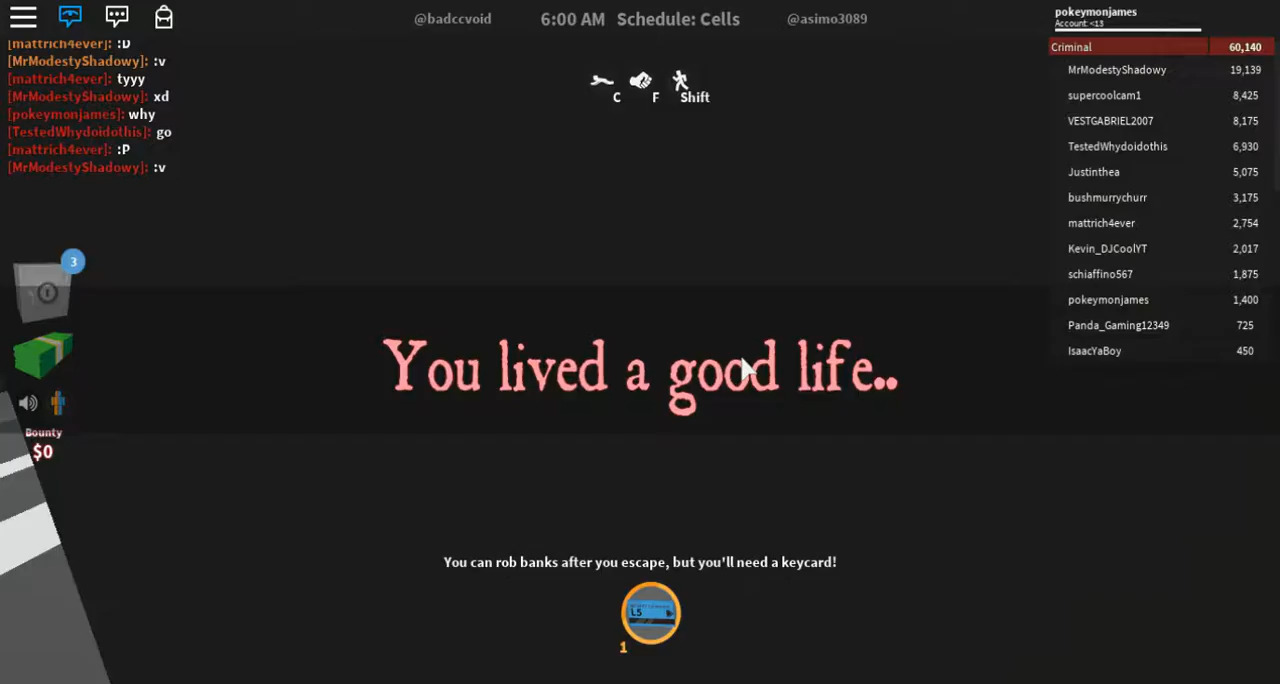 @badccvoid 6:00 AM Schedule: Cells @asimo3089
pokeymonjames
Account: <13
[mattrich4ever]: :D
[MrModestyShadowy]: :v
[mattrich4ever]: tyyy
[MrModestyShadowy]: xd
[pokeymonjames]: why
[TestedWhydoidothis]: go
[mattrich4ever]: :P
[MrModestyShadowy]: :v
C F Shift
Criminal 60,140
MrModestyShadowy 19,139
supercoolcam1 8,425
VESTGABRIEL2007 8,175
TestedWhydoidothis 6,930
Justinthea 5,075
bushmurrychurr 3,175
mattrich4ever 2,754
Kevin_DJCoolYT 2,017
schiaffino567 1,875
pokeymonjames 1,400
Panda_Gaming12349 725
IsaacYaBoy 450
3
Bounty
$0
You lived a good life..
You can rob banks after you escape, but you'll need a keycard!
L5
1